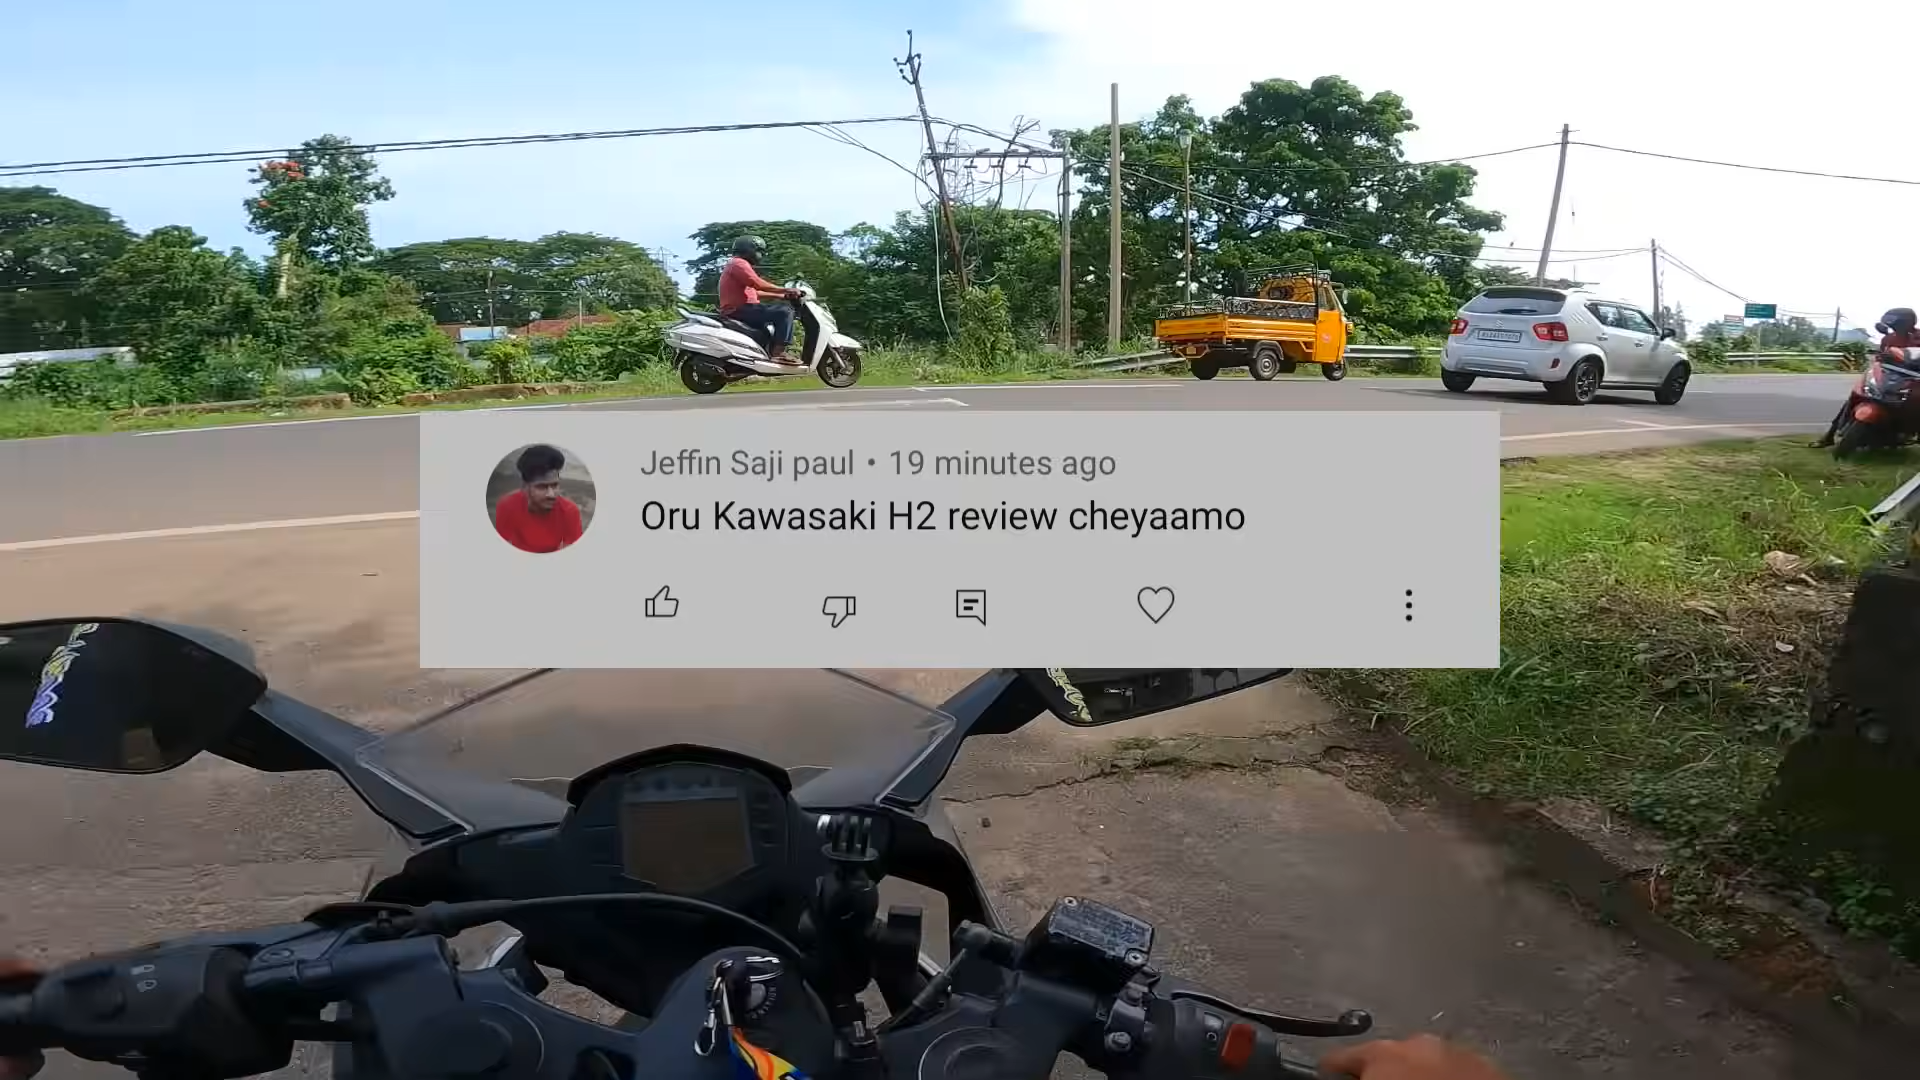 Jeffin Saji paul • 19 minutes ago
Oru Kawasaki H2 review cheyaamo